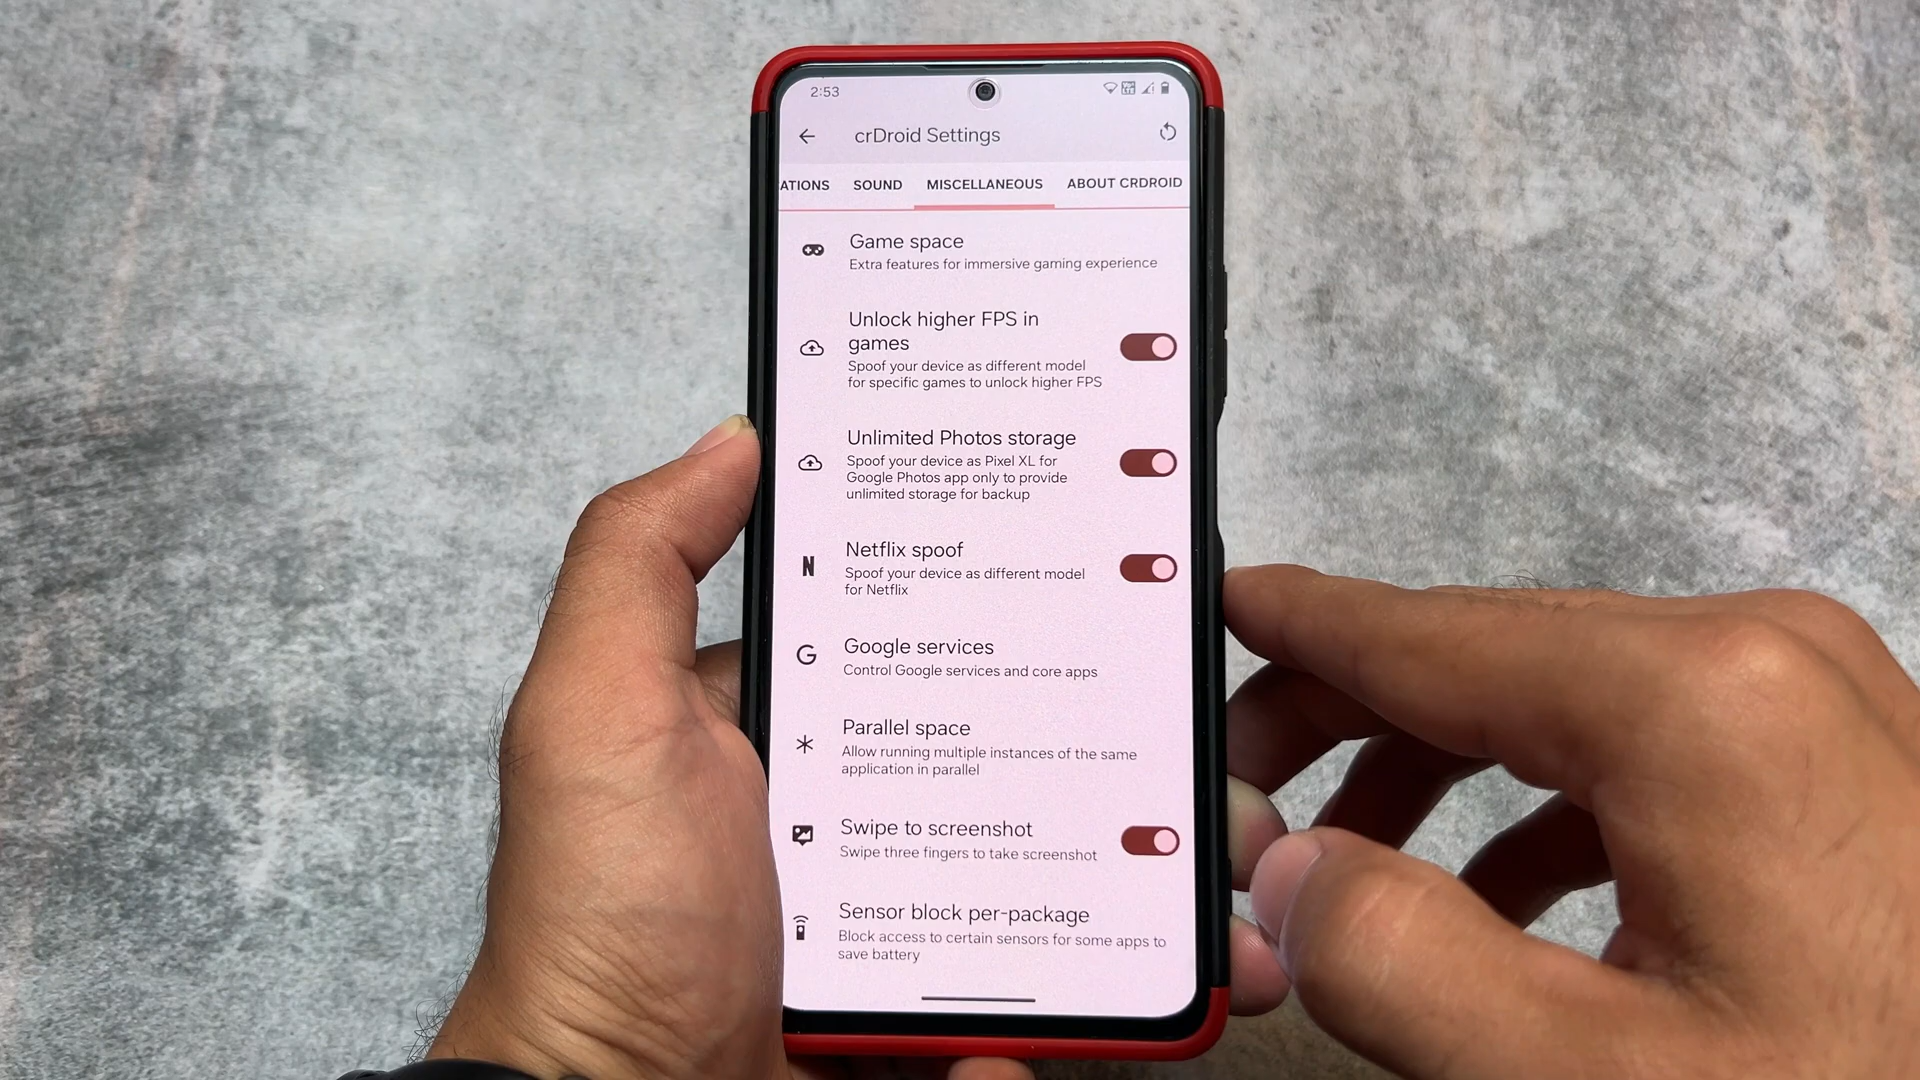 2:53
crDroid Settings
ATIONS SOUND MISCELLANEOUS ABOUT CRDROID
Game space
Extra features for immersive gaming experience
Unlock higher FPS in
games
Spoof your device as different model
for specific games to unlock higher FPS
Unlimited Photos storage
Spoof your device as Pixel XL for
Google Photos app only to provide
unlimited storage for backup
N
Netflix spoof
Spoof your device as different model
for Netflix
G
Google services
Control Google services and core apps
Parallel space
Allow running multiple instances of the same
application in parallel
Swipe to screenshot
Swipe three fingers to take screenshot
Sensor block per-package
Block access to certain sensors for some apps to
save battery